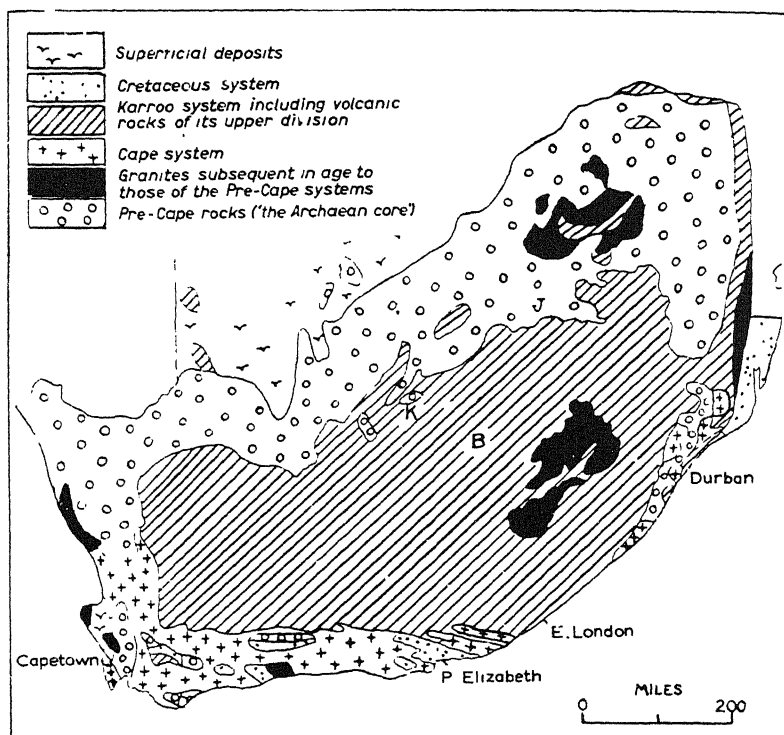 Superficial deposits
Cretaceous system
Karroo system including volcanic
rocks of its upper division
Cape system
Granites subsequent in age to
those of the Pre-Cape systems
Pre-Cape rocks ('the Archaean core')
J
K
B
Durban
E. London
Capetown
P Elizabeth
MILES
0 200